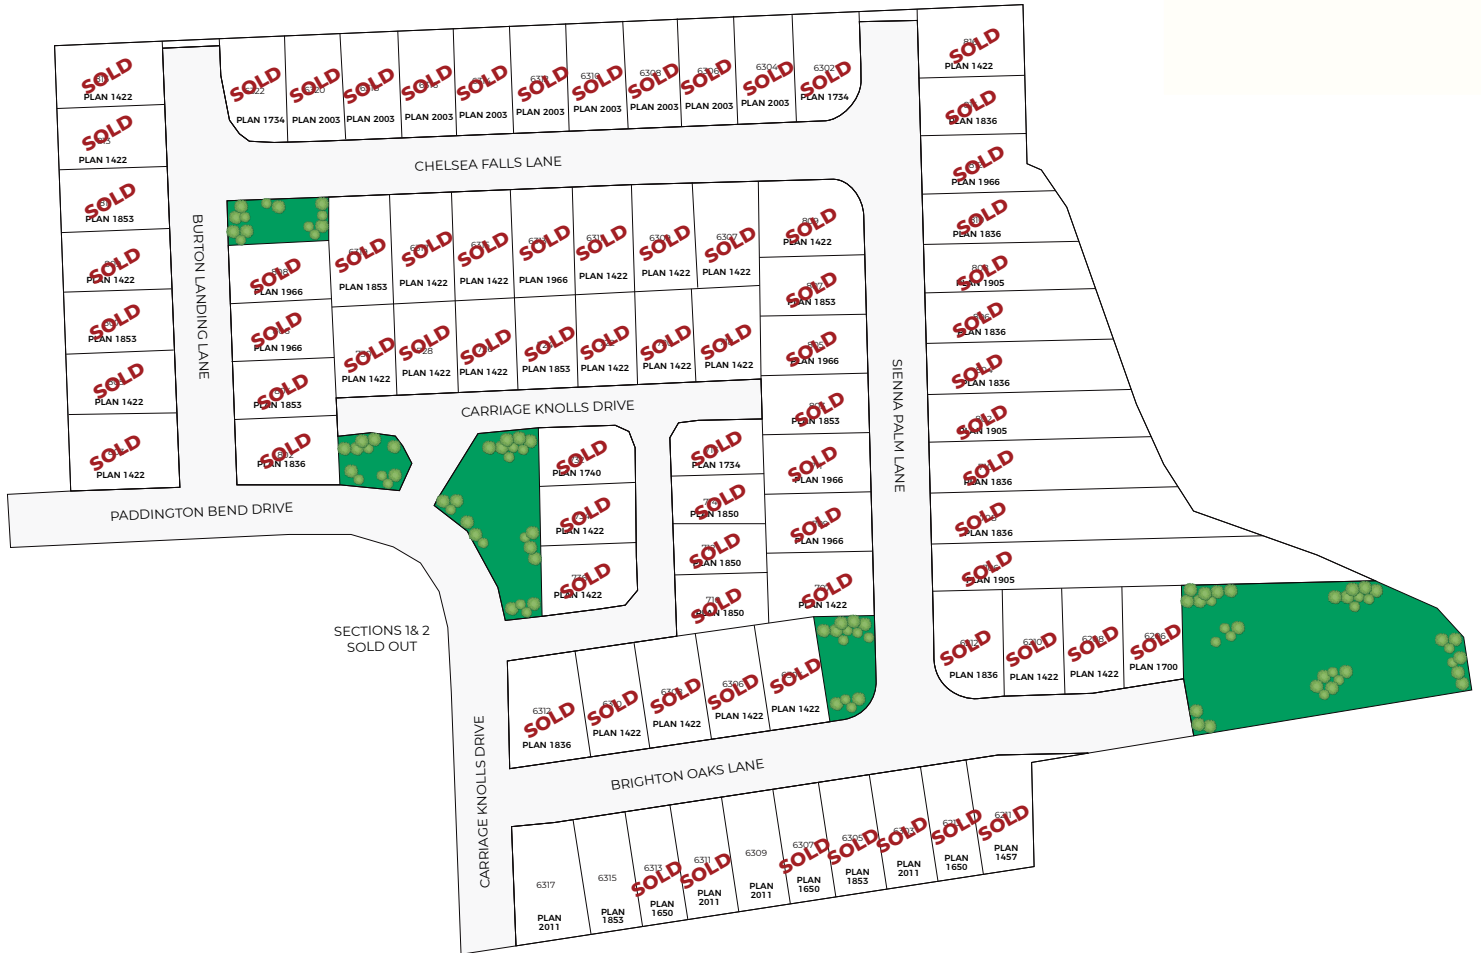 SOLD
PLAN 1422
SOLD
PLAN 1422
SOLD
PLAN 1853
SOLD
PLAN 1422
SOLD
PLAN 1853
SOLD
PLAN 1422
SOLD
PLAN 1422
BURTON LANDING LANE
SOLD
PLAN 1734
SOLD
PLAN 2003
SOLD
PLAN 2003
SOLD
PLAN 2003
SOLD
PLAN 2003
SOLD
PLAN 2003
SOLD
PLAN 2003
6308
SOLD
PLAN 2003
6306
SOLD
PLAN 2003
6304
SOLD
PLAN 2003
6302
SOLD
PLAN 1734
CHELSEA FALLS LANE
SOLD
PLAN 1966
SOLD
PLAN 1966
SOLD
PLAN 1853
SOLD
PLAN 1836
SOLD
PLAN 1853
SOLD
PLAN 1422
SOLD
PLAN 1422
SOLD
PLAN 1966
SOLD
PLAN 1422
SOLD
PLAN 1422
6307
SOLD
PLAN 1422
SOLD
PLAN 1422
SOLD
PLAN 1422
SOLD
PLAN 1422
SOLD
PLAN 1853
SOLD
PLAN 1422
SOLD
PLAN 1422
SOLD
PLAN 1422
809
SOLD
PLAN 1422
SOLD
PLAN 1853
SOLD
PLAN 1966
SOLD
PLAN 1853
SOLD
PLAN 1966
SOLD
PLAN 1966
SOLD
PLAN 1422
SIENNA PALM LANE
SOLD
PLAN 1422
SOLD
PLAN 1836
SOLD
PLAN 1966
SOLD
PLAN 1836
SOLD
PLAN 1905
SOLD
PLAN 1836
SOLD
PLAN 1836
SOLD
PLAN 1905
SOLD
PLAN 1836
SOLD
PLAN 1836
SOLD
PLAN 1905
6212
SOLD
PLAN 1836
6210
SOLD
PLAN 1422
6208
SOLD
PLAN 1422
6206
SOLD
PLAN 1700
CARRIAGE KNOLLS DRIVE
PADDINGTON BEND DRIVE
SOLD
PLAN 1740
SOLD
PLAN 1422
SOLD
PLAN 1422
SOLD
PLAN 1734
SOLD
PLAN 1850
SOLD
PLAN 1850
SOLD
PLAN 1850
SECTIONS 1& 2
SOLD OUT
6312
SOLD
PLAN 1836
SOLD
PLAN 1422
SOLD
PLAN 1422
6306
SOLD
PLAN 1422
SOLD
PLAN 1422
BRIGHTON OAKS LANE
CARRIAGE KNOLLS DRIVE
6317
PLAN
2011
6315
PLAN
1853
6313
SOLD
PLAN
1650
6311
SOLD
PLAN
2011
6309
PLAN
2011
6307
SOLD
PLAN
1650
6305
SOLD
PLAN
1853
6303
SOLD
PLAN
2011
SOLD
PLAN
1650
6211
SOLD
PLAN
1457